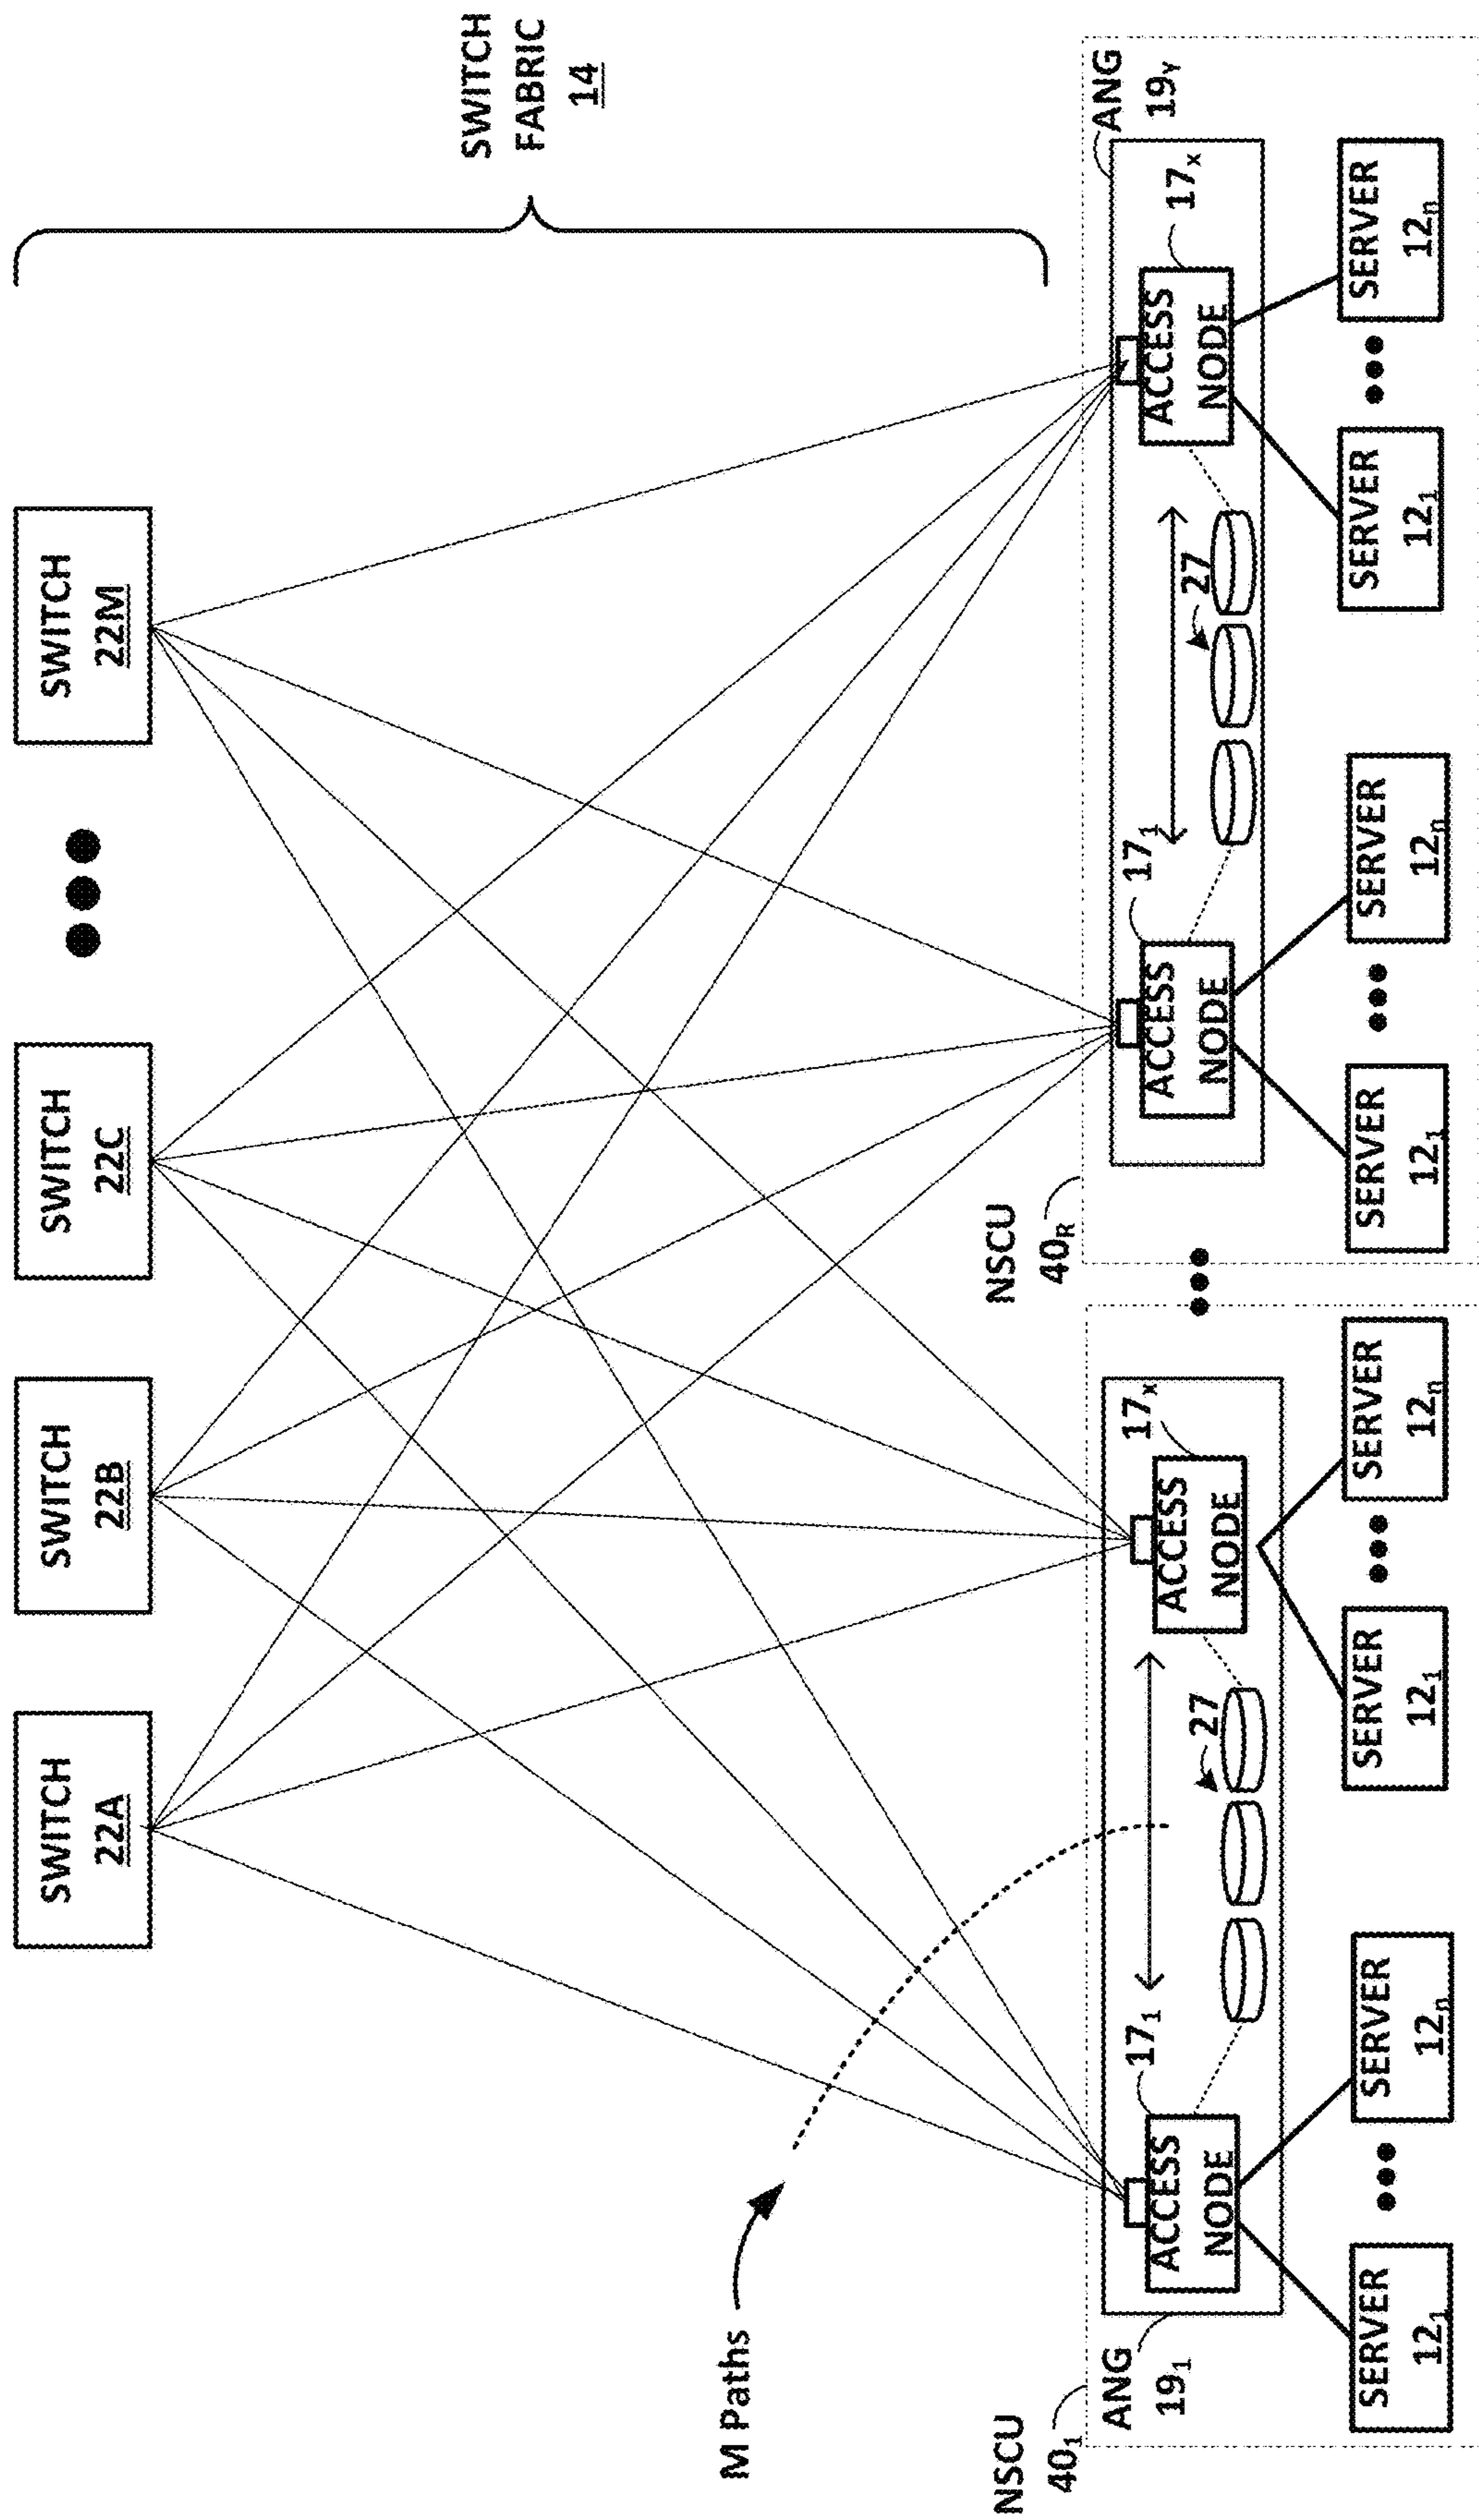 SWITCH
22A
SWITCH
22B
SWITCH
22C
SWITCH
22M
SWITCH
FABRIC
14
M Paths
NSCU
40₁
ANG
19₁
ACCESS
NODE
17₁
27
ACCESS
NODE
17ₓ
SERVER
12₁
SERVER
12ₙ
SERVER
12₁
SERVER
12ₙ
NSCU
40R
ANG
19Y
ACCESS
NODE
17₁
27
ACCESS
NODE
17ₓ
SERVER
12₁
SERVER
12ₙ
SERVER
12₁
SERVER
12ₙ